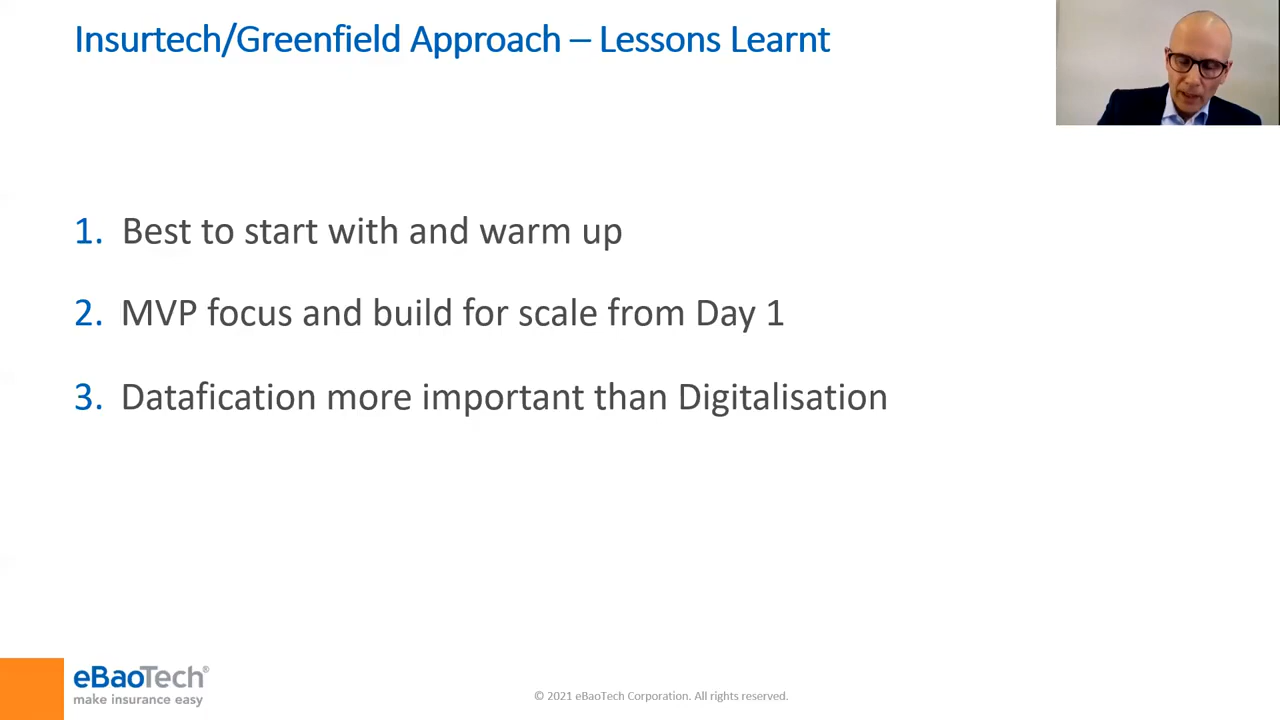 Insurtech/Greenfield Approach – Lessons Learnt
1. Best to start with and warm up
2. MVP focus and build for scale from Day 1
3. Datafication more important than Digitalisation
eBaoTech®
make insurance easy
© 2021 eBaoTech Corporation. All rights reserved.